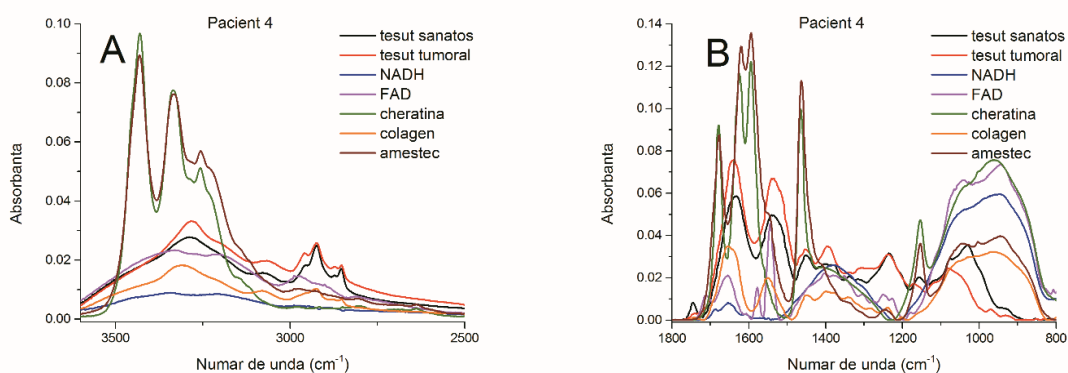 Pacient 4
A
tesut sanatos
tesut tumoral
NADH
FAD
cheratina
colagen
amestec
0.10
0.08
0.06
0.04
0.02
0.00
Absorbanta
3500
3000
2500
Numar de unda (cm⁻¹)
Pacient 4
B
tesut sanatos
tesut tumoral
NADH
FAD
cheratina
colagen
amestec
0.14
0.12
0.10
0.08
0.06
0.04
0.02
0.00
Absorbanta
1800
1600
1400
1200
1000
800
Numar de unda (cm⁻¹)